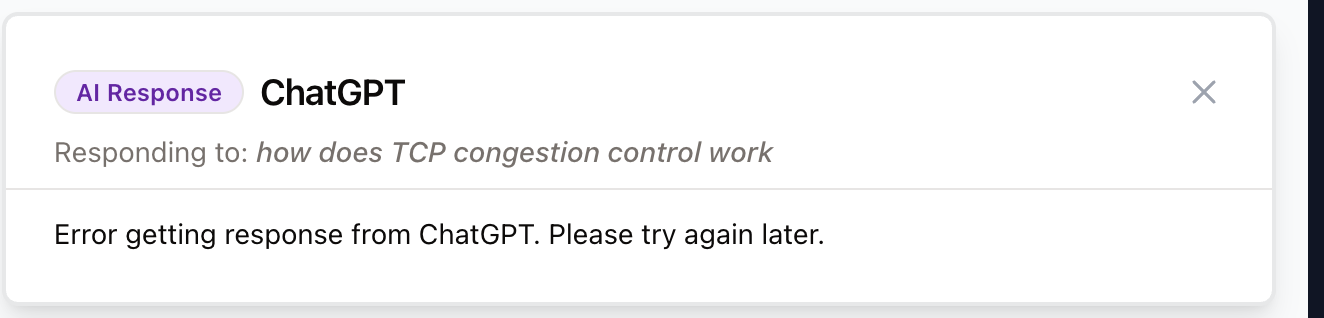 AI Response ChatGPT
Responding to: how does TCP congestion control work
Error getting response from ChatGPT. Please try again later.